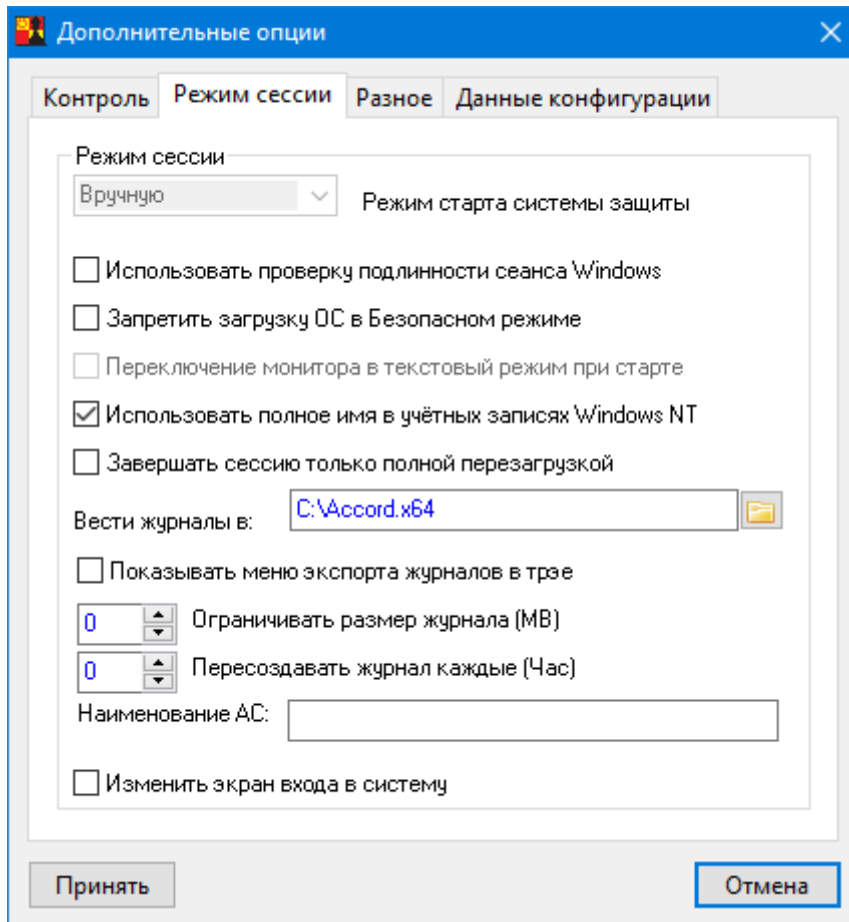 Дополнительные опции
Контроль Режим сессии Разное Данные конфигурации
Режим сессии
Вручную Режим старта системы защиты
Использовать проверку подлинности сеанса Windows
Запретить загрузку ОС в Безопасном режиме
Переключение монитора в текстовый режим при старте
Использовать полное имя в учётных записях Windows NT
Завершать сессию только полной перезагрузкой
Вести журналы в: C:\Accord.x64
Показывать меню экспорта журналов в трэе
0 Ограничивать размер журнала (MB)
0 Пересоздавать журнал каждые (Час)
Наименование АС:
Изменить экран входа в систему
Принять Отмена